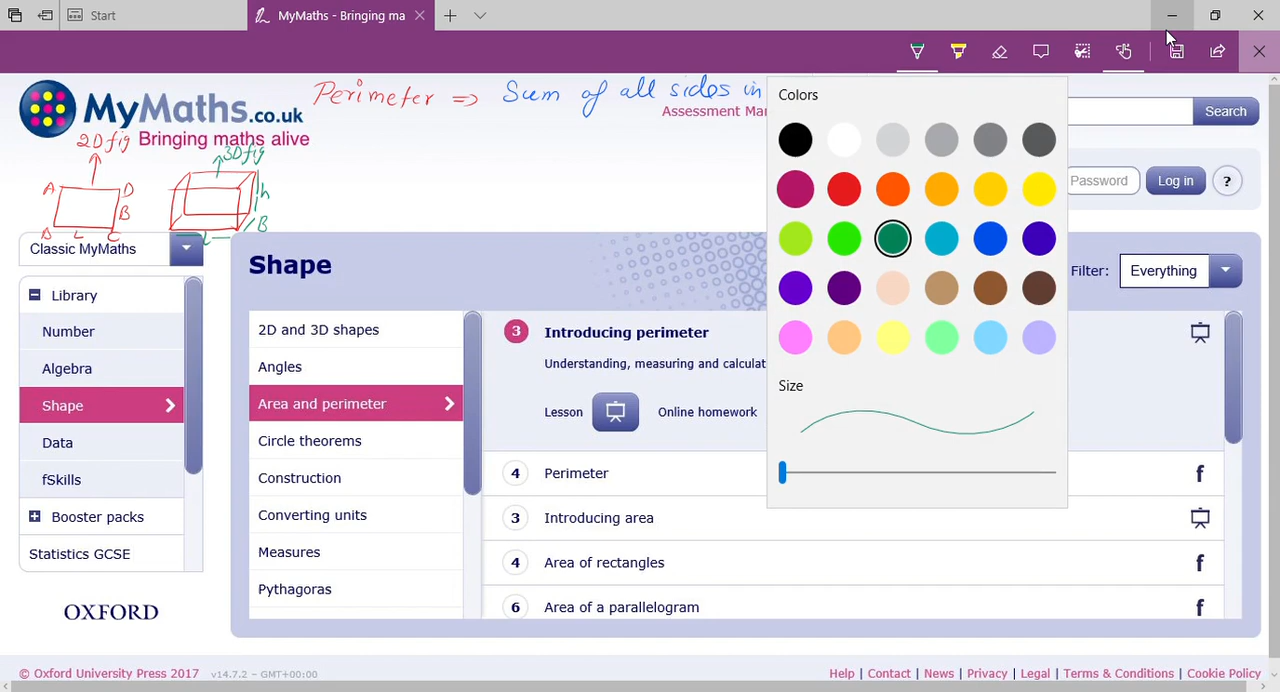 Start
MyMaths - Bringing ma
Perimeter => Sum of all sides in
MyMaths.co.uk
Bringing maths alive
Assessment Mar
Search
Password
Log in
?
2D fig
3D fig
A D
B
L C
h
B
L
Colors
Size
Classic MyMaths
Library
Number
Algebra
Shape
Data
fSkills
Booster packs
Statistics GCSE
OXFORD
Shape
Filter: Everything
2D and 3D shapes
Angles
Area and perimeter
Circle theorems
Construction
Converting units
Measures
Pythagoras
3 Introducing perimeter
Understanding, measuring and calculat
Lesson Online homework
4 Perimeter f
3 Introducing area
4 Area of rectangles f
6 Area of a parallelogram f
© Oxford University Press 2017 v14.7.2 – GMT+00:00
Help | Contact | News | Privacy | Legal | Terms & Conditions | Cookie Policy